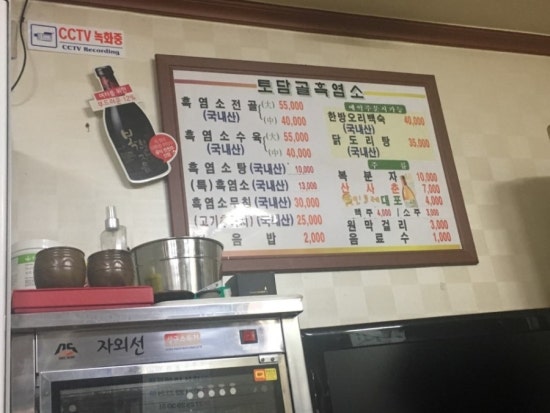 CCTV 녹화중
CCTV Recording
토담골흑염소
흑염소전골 (大) 55,000
(국내산) (中) 40,000
흑염소수육 (大) 55,000
(국내산) (中) 40,000
흑염소탕 (국내산) 10,000
(특) 흑염소 (국내산) 13,000
흑염소무침 (국내산) 30,000
(국내산) 25,000
볶음밥 2,000
한방오리백숙 40,000
(국내산)
닭도리탕 35,000
(국내산)
복분자 10,000
산사춘 7,000
대포
맥주 4,000 소주 3,000
원막걸리 3,000
음료수 1,000
자외선